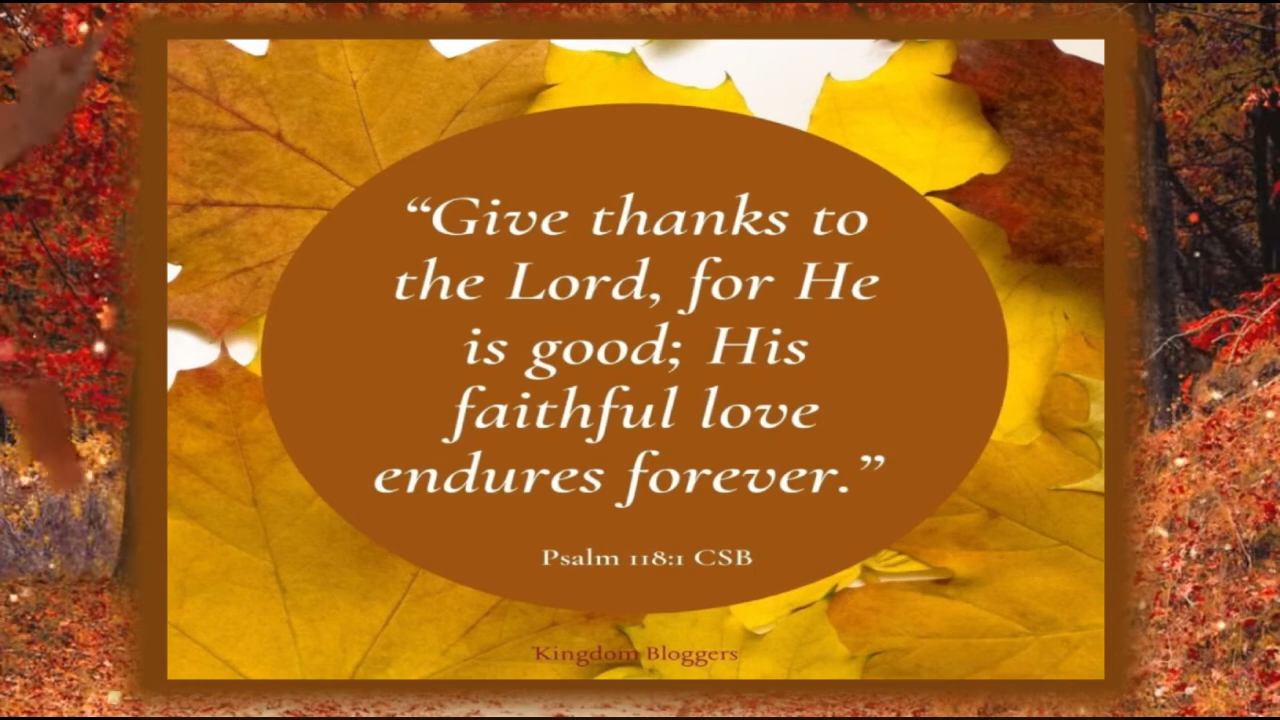 “Give thanks to
the Lord, for He
is good; His
faithful love
endures forever.”
Psalm 118:1 CSB
Kingdom Bloggers